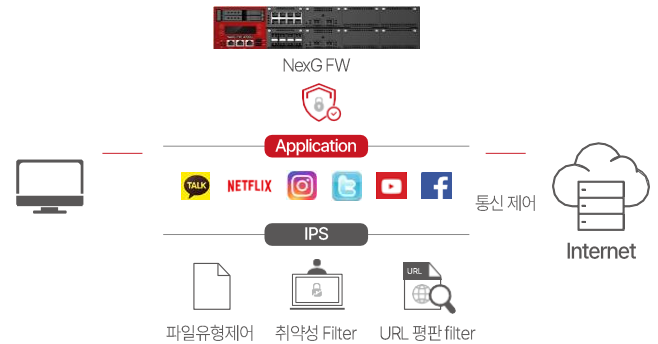 NexG FW
Application
TALK
NETFLIX
통신 제어
IPS
Internet
URL
파일유형제어
취약성 Filter
URL 평판 filter